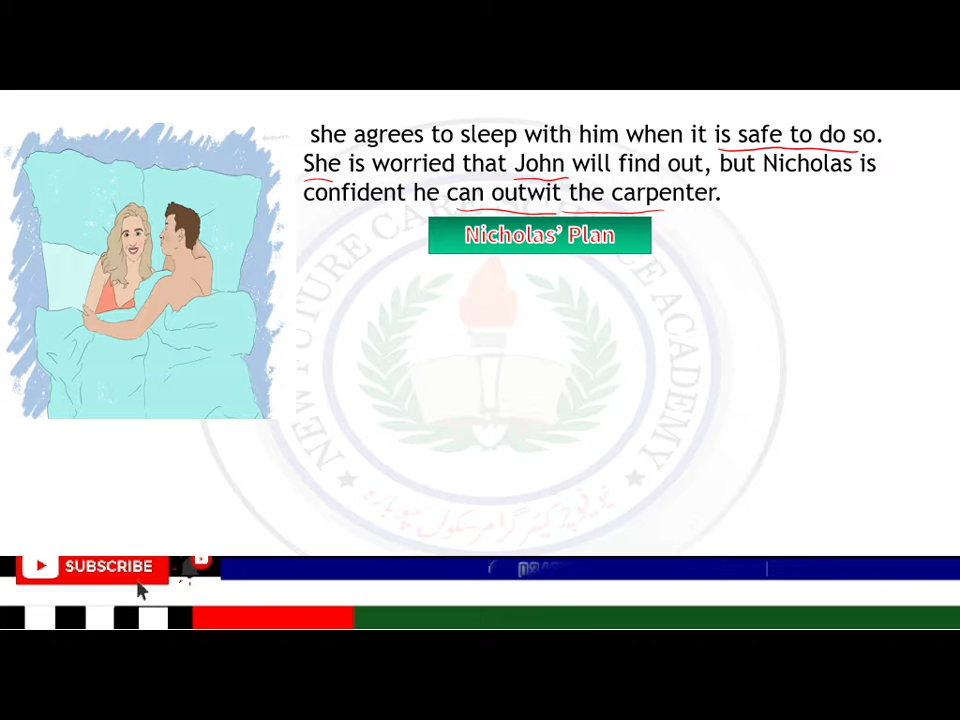 she agrees to sleep with him when it is safe to do so.
She is worried that John will find out, but Nicholas is
confident he can outwit the carpenter.
Nicholas' Plan
SUBSCRIBE